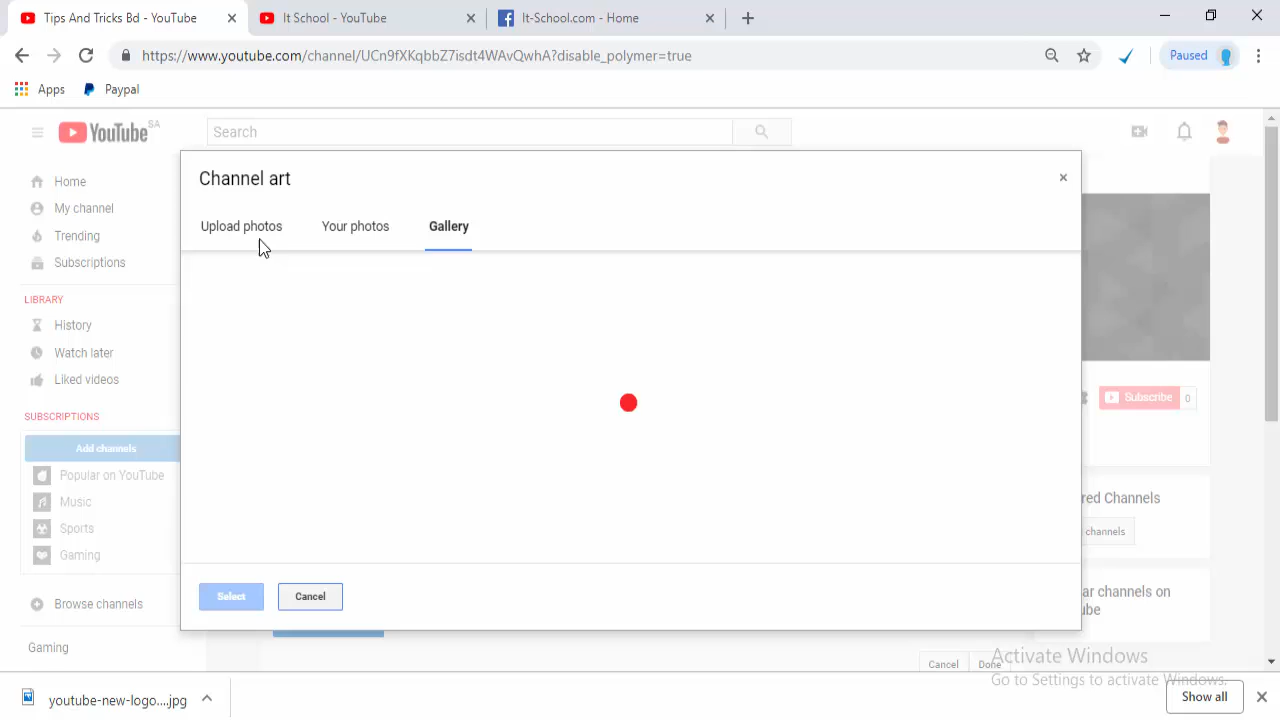 Tips And Tricks Bd - YouTube
It School - YouTube
It-School.com - Home
https://www.youtube.com/channel/UCn9fXKqbbZ7isdt4WAvQwhA?disable_polymer=true
Paused
Apps
Paypal
YouTube SA
Search
Home
My channel
Trending
Subscriptions
LIBRARY
History
Watch later
Liked videos
SUBSCRIPTIONS
Add channels
Popular on YouTube
Music
Sports
Gaming
Browse channels
Gaming
Channel art
Upload photos
Your photos
Gallery
Select
Cancel
Subscribe 0
red Channels
channels
ar channels on
ube
Cancel
Done
Activate Windows
Go to Settings to activate Windows.
youtube-new-logo....jpg
Show all